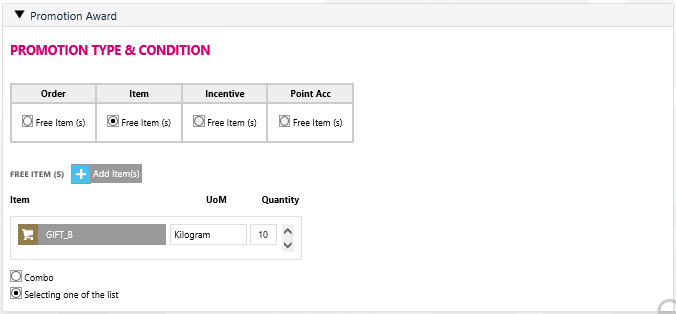 Promotion Award
PROMOTION TYPE & CONDITION
Order Item Incentive Point Acc
Free Item (s) Free Item (s) Free Item (s) Free Item (s)
FREE ITEM (S) Add Item(s)
Item UoM Quantity
GIFT_B Kilogram 10
Combo
Selecting one of the list